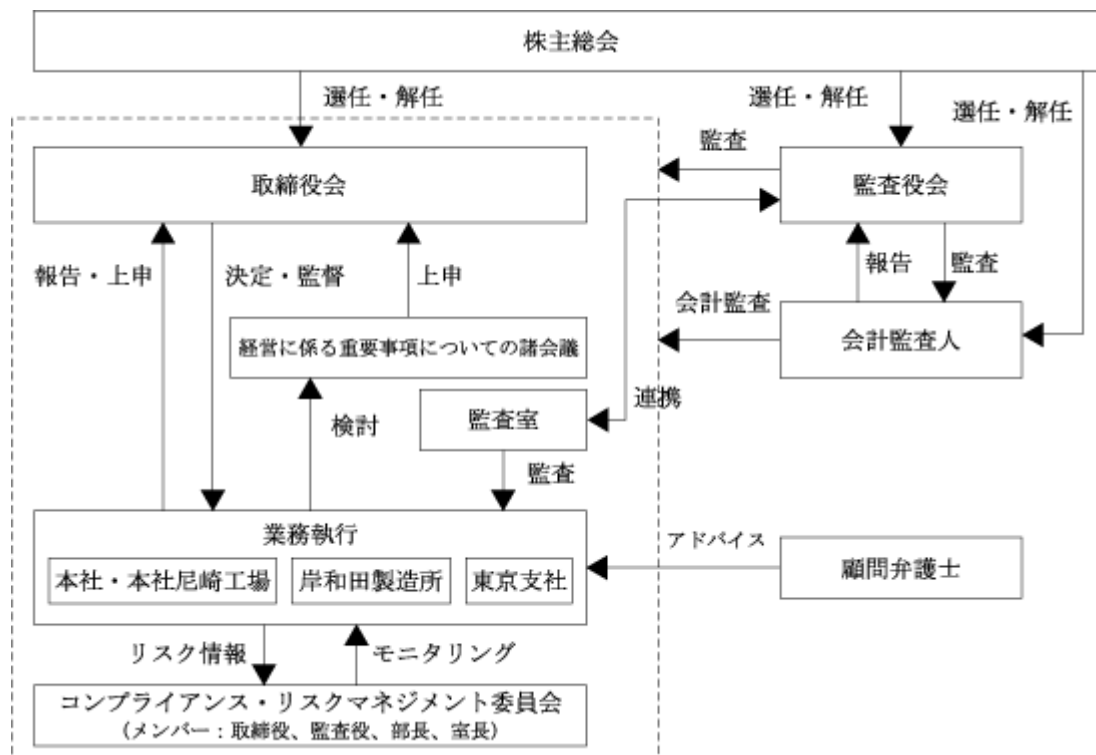 株主総会
選任・解任
選任・解任
選任・解任
監査
取締役会
監査役会
報告・上申
決定・監督
上申
報告
監査
会計監査
経営に係る重要事項についての諸会議
会計監査人
連携
監査室
検討
監査
業務執行
アドバイス
本社・本社尼崎工場
岸和田製造所
東京支社
顧問弁護士
リスク情報
モニタリング
コンプライアンス・リスクマネジメント委員会
（メンバー：取締役、監査役、部長、室長）